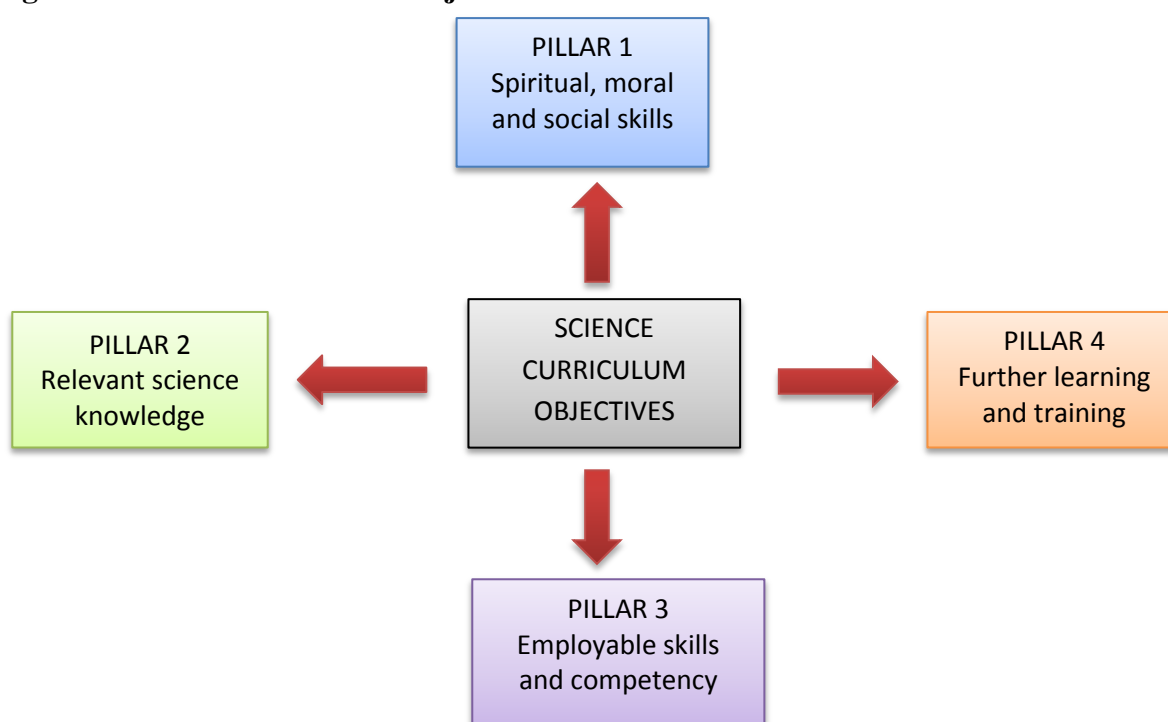 PILLAR 1
Spiritual, moral
and social skills
SCIENCE
CURRICULUM
OBJECTIVES
PILLAR 2
Relevant science
knowledge
PILLAR 4
Further learning
and training
PILLAR 3
Employable skills
and competency